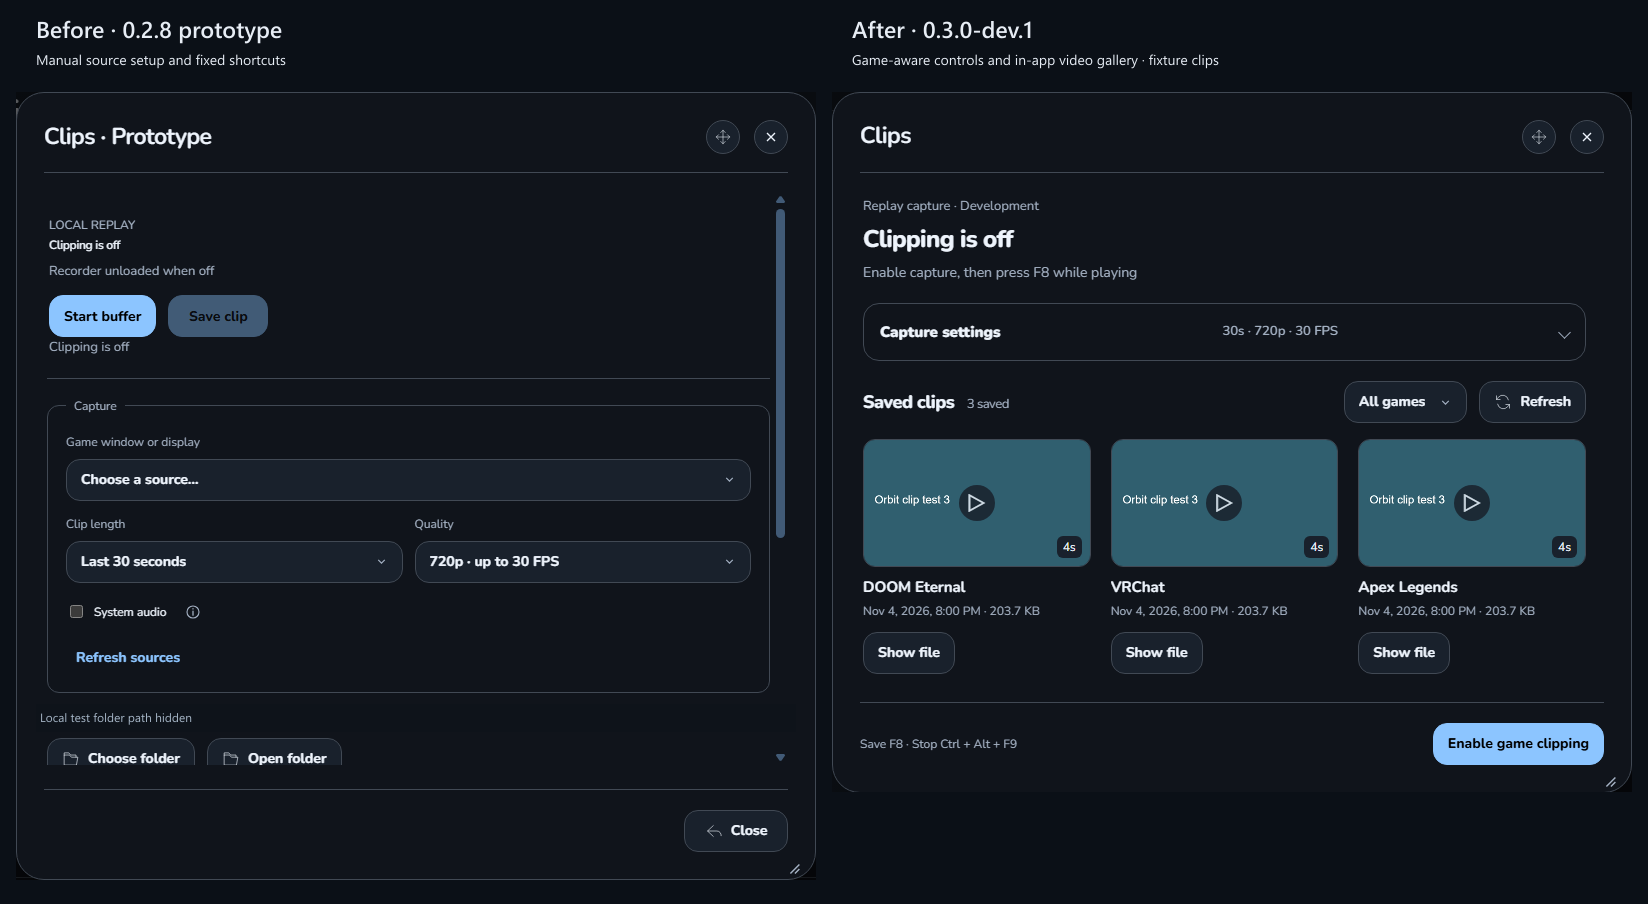 Before · 0.2.8 prototype
Manual source setup and fixed shortcuts
Clips · Prototype
LOCAL REPLAY
Clipping is off
Recorder unloaded when off
Start buffer
Save clip
Clipping is off
Capture
Game window or display
Choose a source...
Clip length
Quality
Last 30 seconds
720p · up to 30 FPS
System audio
Refresh sources
Local test folder path hidden
Choose folder
Open folder
Close
After · 0.3.0-dev.1
Game-aware controls and in-app video gallery · fixture clips
Clips
Replay capture · Development
Clipping is off
Enable capture, then press F8 while playing
Capture settings
30s · 720p · 30 FPS
Saved clips
3 saved
All games
Refresh
Orbit clip test 3
4s
Orbit clip test 3
4s
Orbit clip test 3
4s
DOOM Eternal
Nov 4, 2026, 8:00 PM · 203.7 KB
Show file
VRChat
Nov 4, 2026, 8:00 PM · 203.7 KB
Show file
Apex Legends
Nov 4, 2026, 8:00 PM · 203.7 KB
Show file
Save F8 · Stop Ctrl + Alt + F9
Enable game clipping